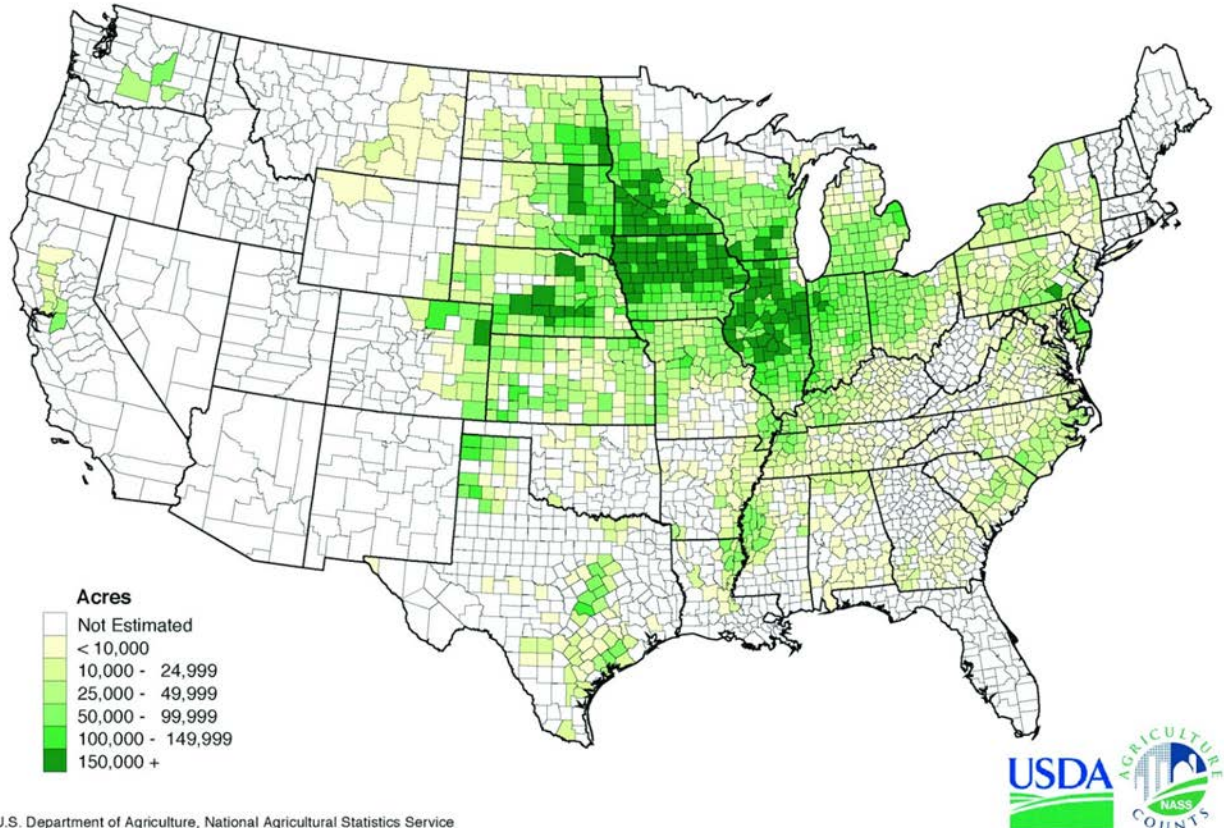 Acres
Not Estimated
< 10,000
10,000 - 24,999
25,000 - 49,999
50,000 - 99,999
100,000 - 149,999
150,000 +
U.S. Department of Agriculture, National Agricultural Statistics Service
USDA
AGRICULTURE
NASS
COUNTS